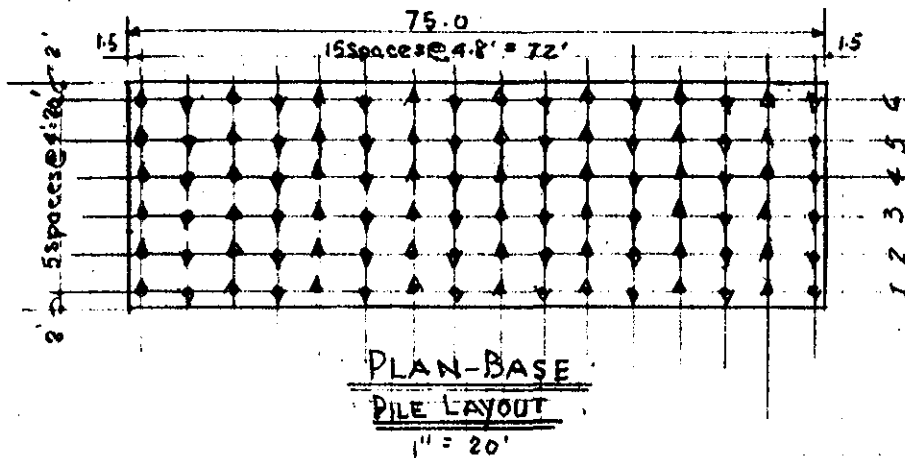 75.0
1.5
15 Spaces @ 4.8' = 72'
1.5
2'
5 spaces @ 4' = 20'
2'
6
5
4
3
2
1
PLAN-BASE
PILE LAYOUT
1" = 20'